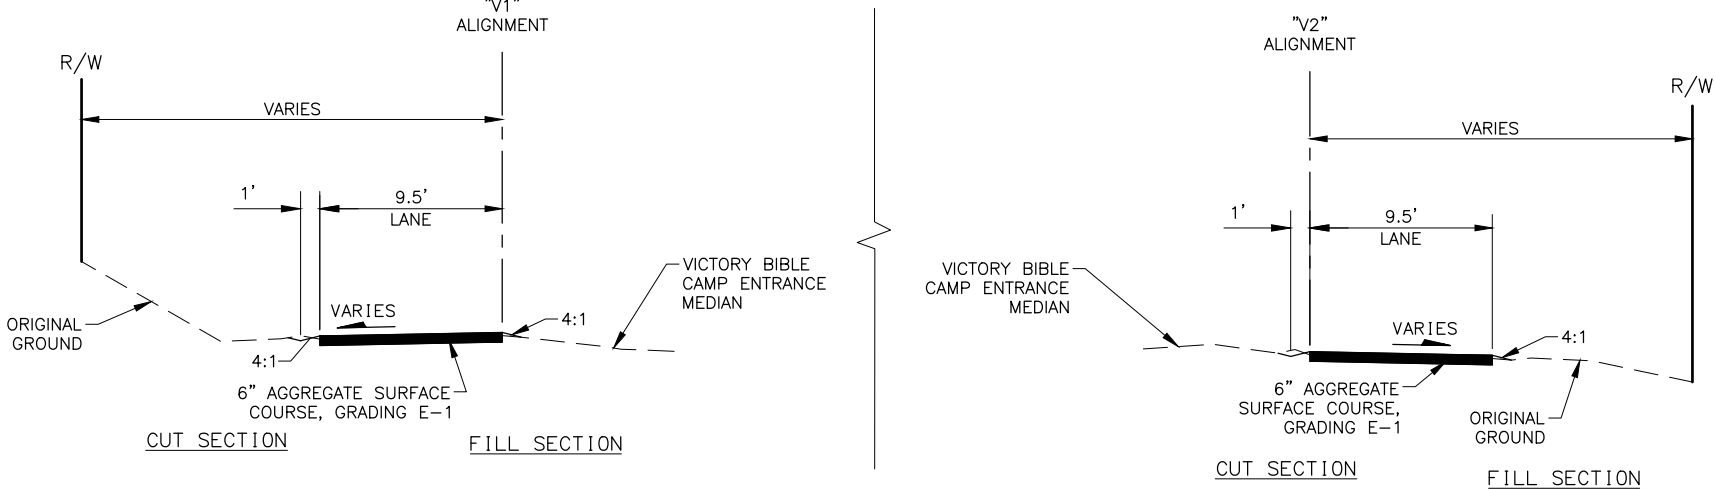 "V1"
ALIGNMENT
R/W
VARIES
1'
9.5'
LANE
VICTORY BIBLE
CAMP ENTRANCE
MEDIAN
VARIES
ORIGINAL
GROUND
4:1
4:1
6" AGGREGATE SURFACE
COURSE, GRADING E-1
CUT SECTION
FILL SECTION
"V2"
ALIGNMENT
R/W
VARIES
1'
9.5'
LANE
VICTORY BIBLE
CAMP ENTRANCE
MEDIAN
VARIES
4:1
6" AGGREGATE
SURFACE COURSE,
GRADING E-1
ORIGINAL
GROUND
CUT SECTION
FILL SECTION